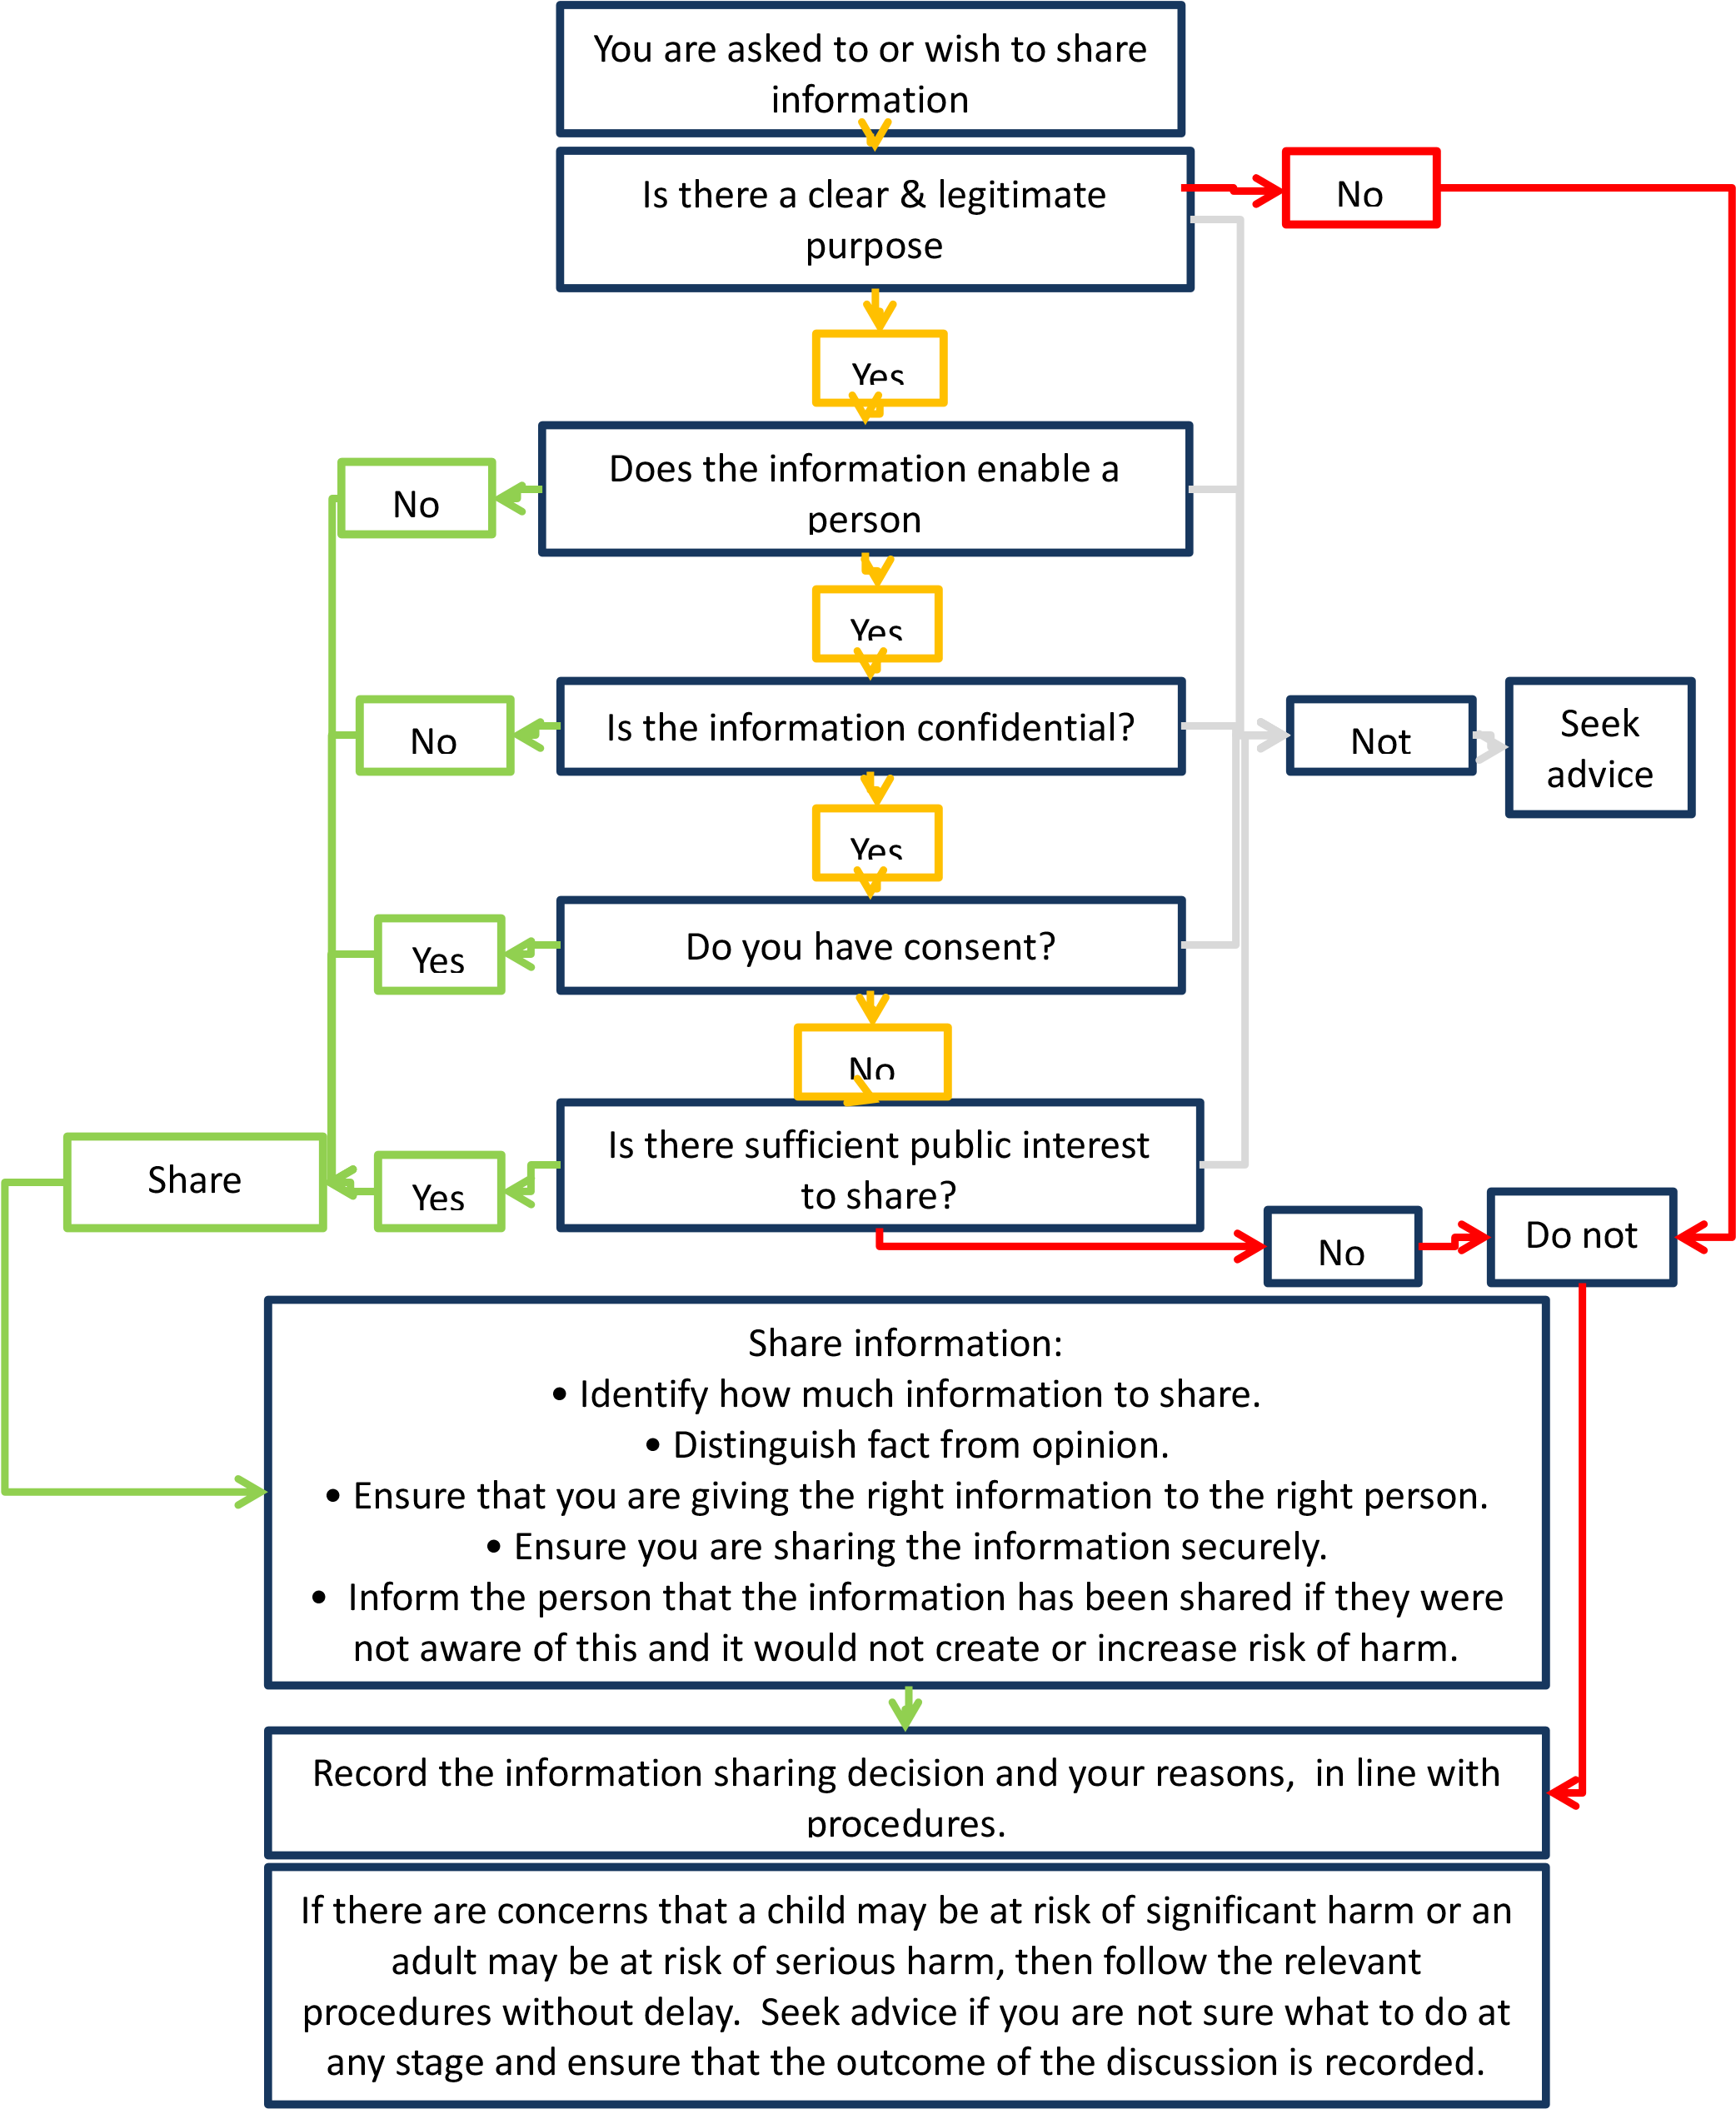 You are asked to or wish to share
information
Is there a clear & legitimate
purpose
No
Yes
Does the information enable a
person
No
Yes
Is the information confidential?
No
Not
Seek
advice
Yes
Do you have consent?
Yes
No
Is there sufficient public interest
to share?
Share
Yes
No
Do not
Share information:
• Identify how much information to share.
• Distinguish fact from opinion.
• Ensure that you are giving the right information to the right person.
• Ensure you are sharing the information securely.
• Inform the person that the information has been shared if they were
not aware of this and it would not create or increase risk of harm.
Record the information sharing decision and your reasons, in line with
procedures.
If there are concerns that a child may be at risk of significant harm or an
adult may be at risk of serious harm, then follow the relevant
procedures without delay. Seek advice if you are not sure what to do at
any stage and ensure that the outcome of the discussion is recorded.